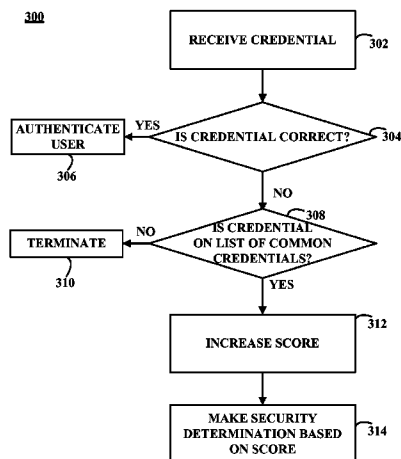 300
RECEIVE CREDENTIAL
302
IS CREDENTIAL CORRECT?
304
YES
AUTHENTICATE
USER
306
NO
308
IS
CREDENTIAL
ON LIST OF COMMON
CREDENTIALS?
NO
TERMINATE
310
YES
312
INCREASE SCORE
MAKE SECURITY
DETERMINATION BASED
ON SCORE
314